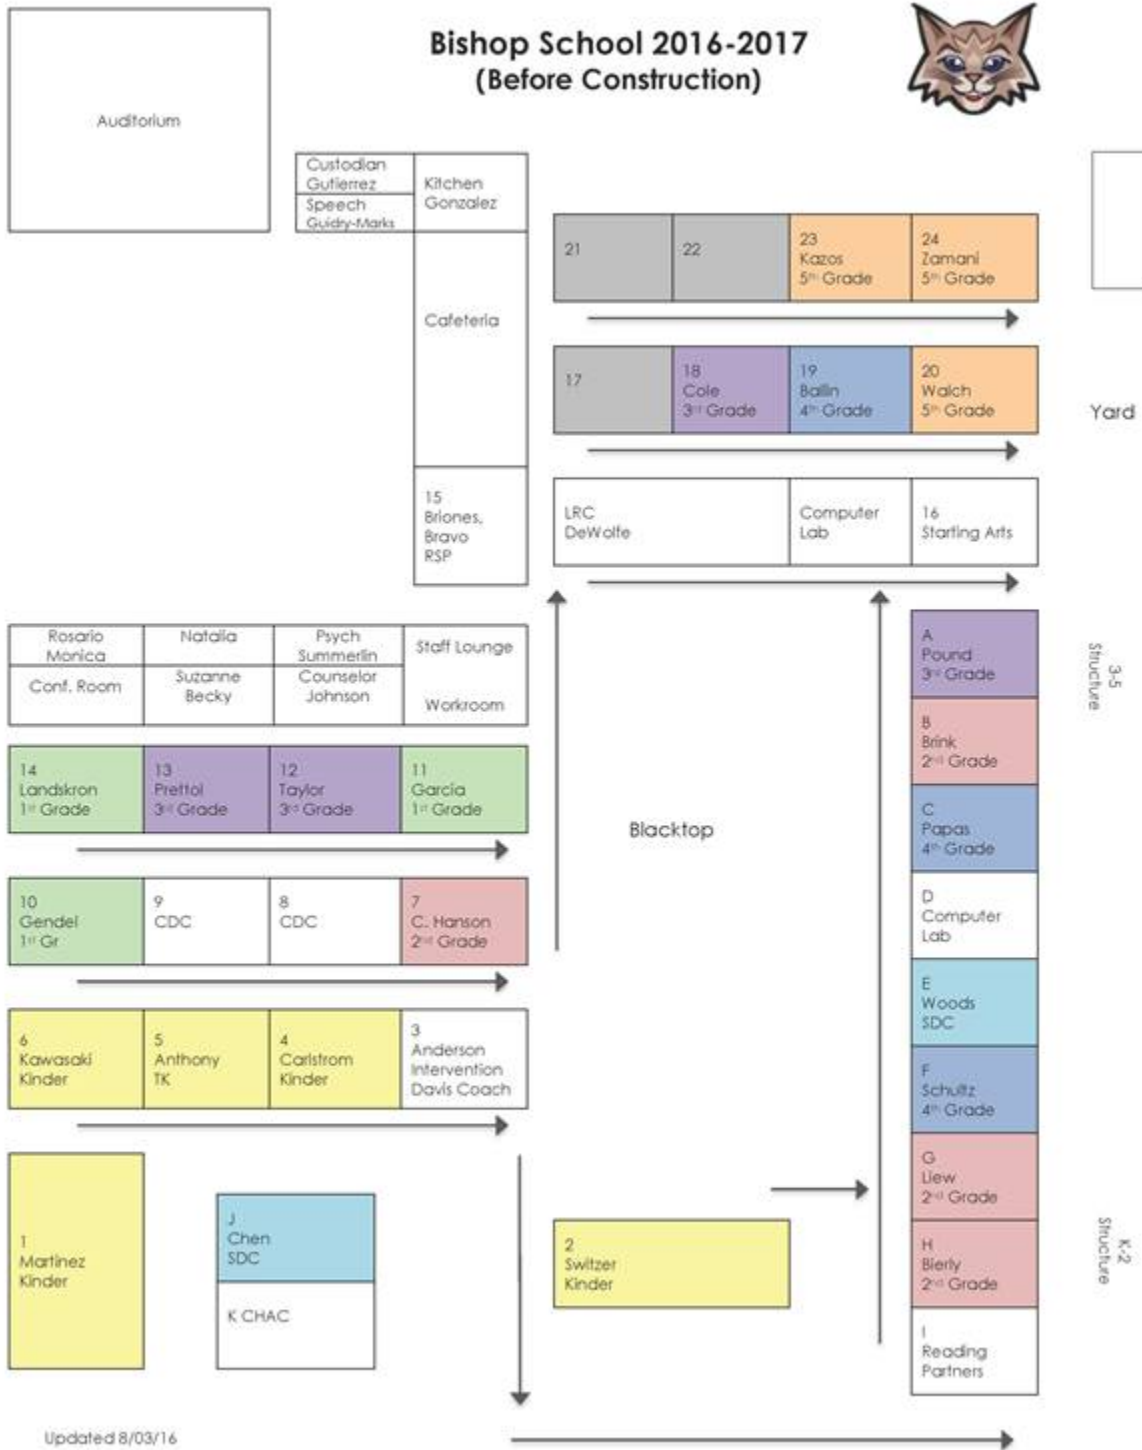 Bishop School 2016-2017
(Before Construction)
Auditorium
Custodian
Gutierrez
Speech
Guidry-Marks
Kitchen
Gonzalez
Cafeteria
15
Briones,
Bravo
RSP
21
22
23
Kazos
5th Grade
24
Zamani
5th Grade
17
18
Cole
3rd Grade
19
Bailin
4th Grade
20
Walch
5th Grade
Yard
LRC
DeWolfe
Computer
Lab
16
Starting Arts
Rosario
Monica
Conf. Room
Natalia
Suzanne
Becky
Psych
Summerlin
Counselor
Johnson
Staff Lounge
Workroom
14
Landskron
1st Grade
13
Prettol
3rd Grade
12
Taylor
3rd Grade
11
Garcia
1st Grade
10
Gendel
1st Gr
9
CDC
8
CDC
7
C. Hanson
2nd Grade
6
Kawasaki
Kinder
5
Anthony
TK
4
Carlstrom
Kinder
3
Anderson
Intervention
Davis Coach
1
Martinez
Kinder
J
Chen
SDC
K CHAC
Blacktop
2
Switzer
Kinder
A
Pound
3rd Grade
B
Brink
2nd Grade
C
Papas
4th Grade
D
Computer
Lab
E
Woods
SDC
F
Schultz
4th Grade
G
Liew
2nd Grade
H
Bierly
2nd Grade
I
Reading
Partners
3-5
Structure
K-2
Structure
Updated 8/03/16